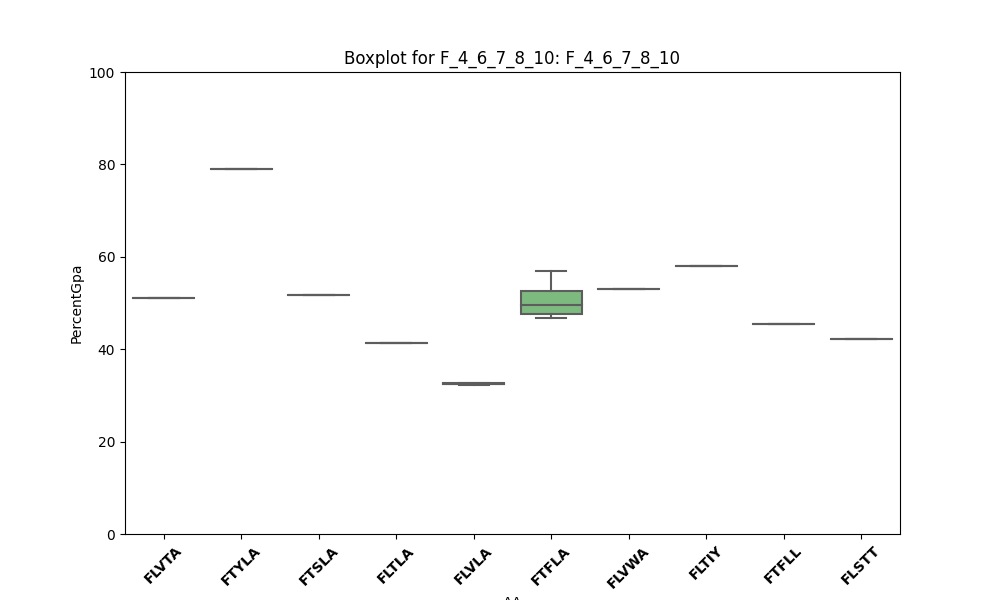 Boxplot for F_4_6_7_8_10: F_4_6_7_8_10
100
80
60
40
20
0
PercentGpa
FLVTA
FTYLA
FTSLA
FLTLA
FLVLA
FTFLA
FLVWA
FLTIY
FTFLL
FLSTT